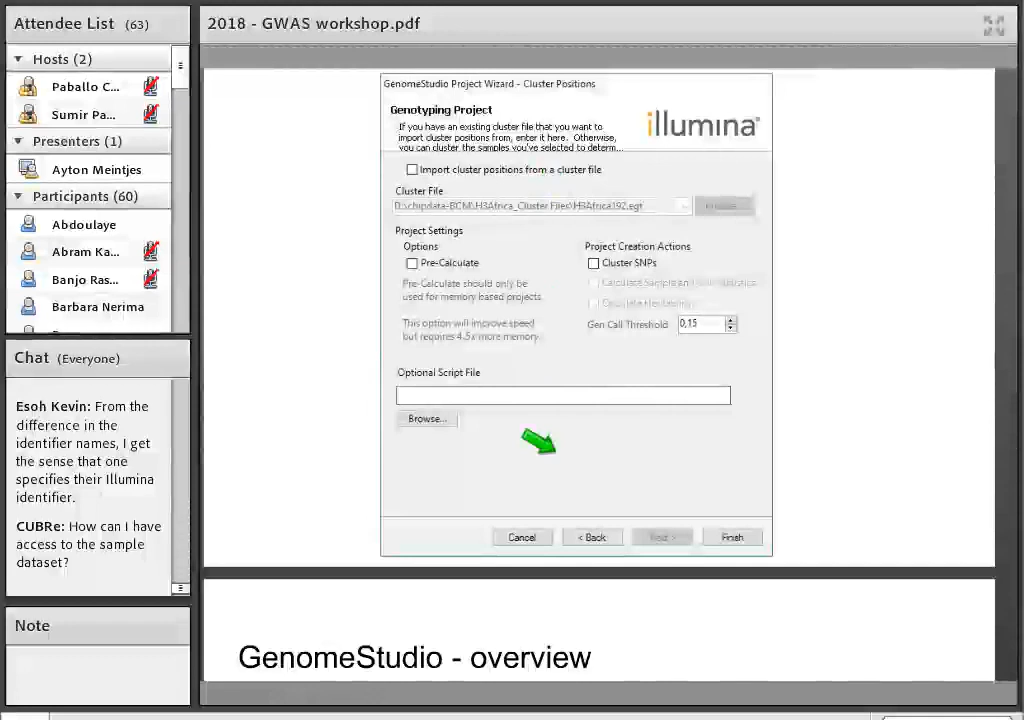 Attendee List (63)
Hosts (2)
Paballo C...
Sumir Pa...
Presenters (1)
Ayton Meintjes
Participants (60)
Abdoulaye
Abram Ka...
Banjo Ras...
Barbara Nerima
Chat (Everyone)
Esoh Kevin: From the
difference in the
identifier names, I get
the sense that one
specifies their Illumina
identifier.
CUBRe: How can I have
access to the sample
dataset?
Note
2018 - GWAS workshop.pdf
GenomeStudio Project Wizard - Cluster Positions
Genotyping Project
If you have an existing cluster file that you want to
import cluster positions from, enter it here. Otherwise,
you can cluster the samples you've selected to determ...
illumina
Import cluster positions from a cluster file
Cluster File
D:\chipdata-BCM\H3Africa_Cluster Files\H3Africa192.egt
Project Settings
Options
Pre-Calculate
Pre-Calculate should only be
used for memory based projects.
This option will improve speed
but requires 4.5x more memory.
Project Creation Actions
Cluster SNPs
Calculate Sample and
Gen Call Threshold 0,15
Optional Script File
Browse...
Cancel
< Back
Next >
Finish
GenomeStudio - overview